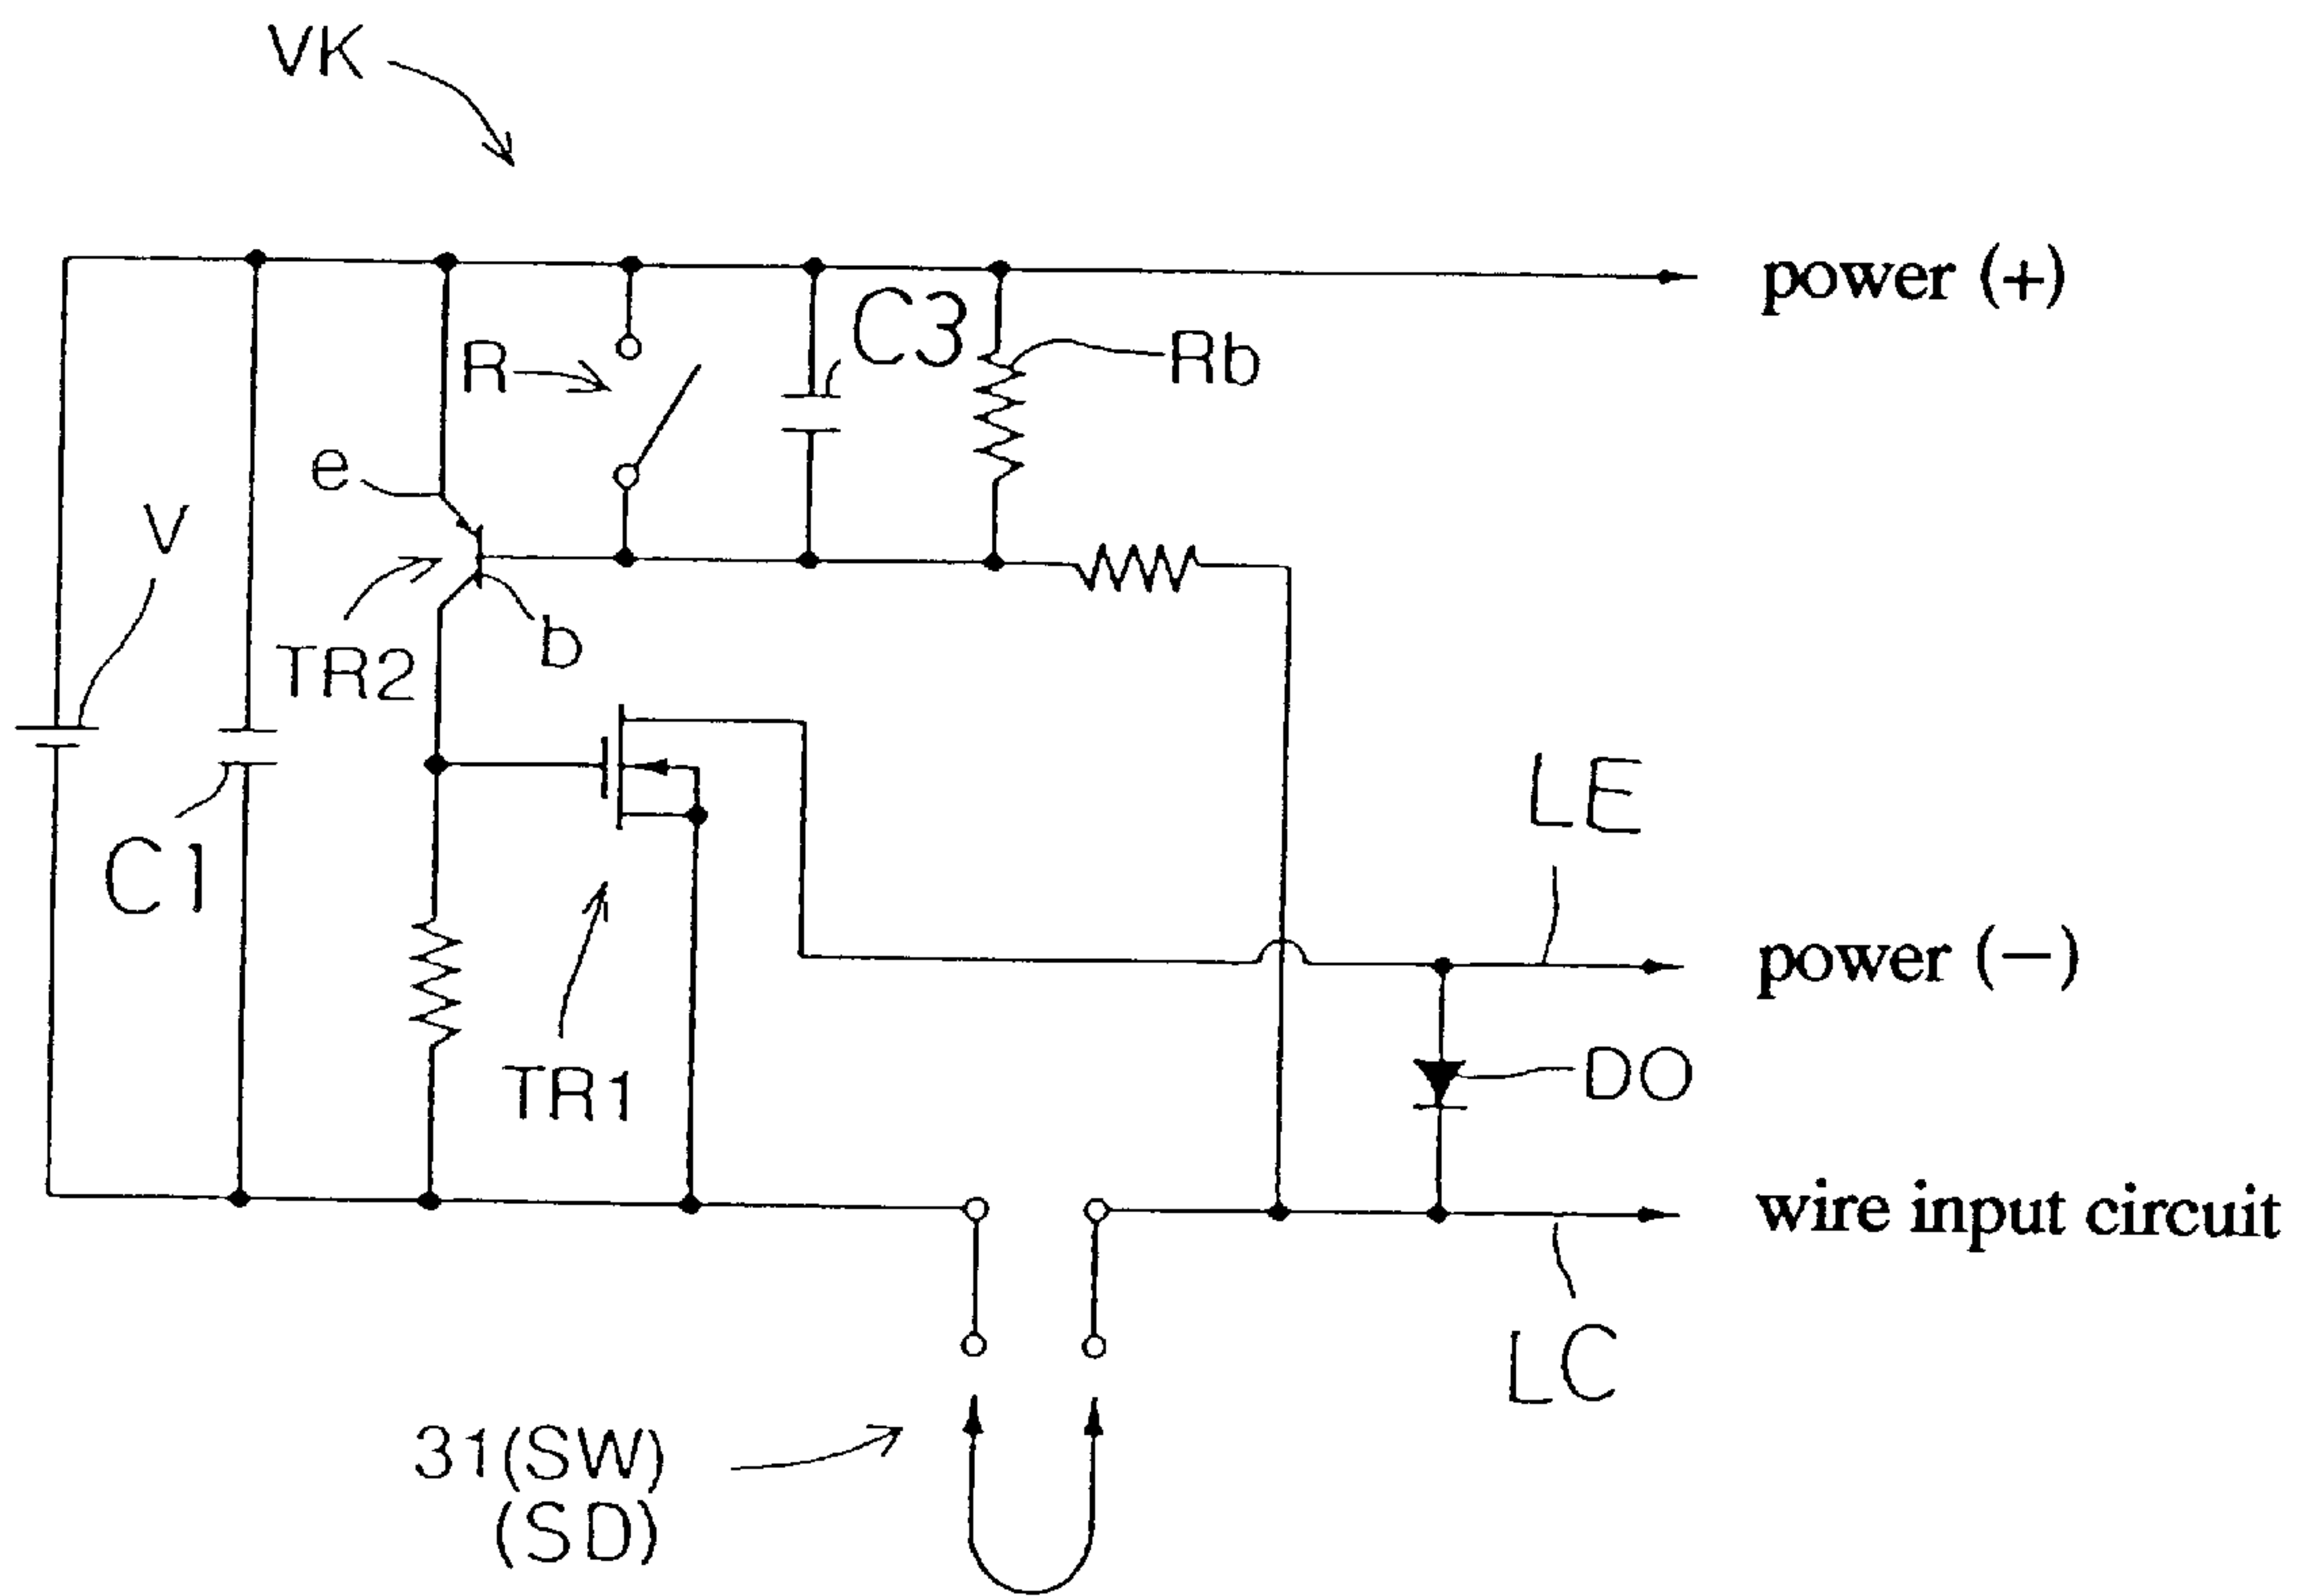 VK
power (+)
C3
R
Rb
e
V
b
TR2
LE
C1
power (−)
DO
TR1
wire input circuit
LC
31(SW)
(SD)